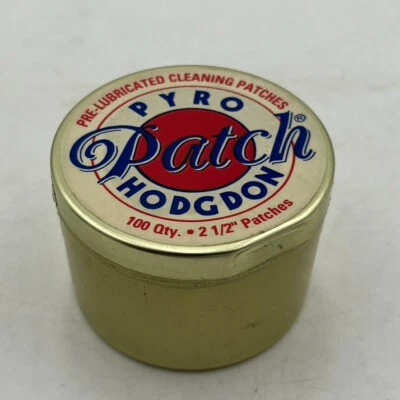 PRE-LUBRICATED CLEANING PATCHES
PYRO
Patch®
HODGDON
100 Qty. • 2 1/2" Patches